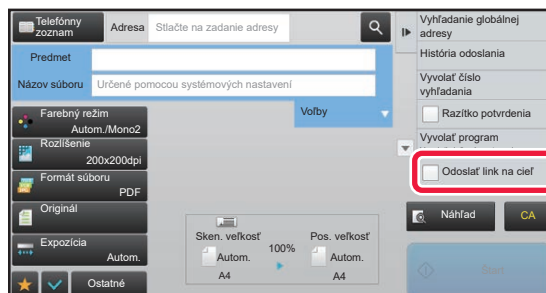 Telefónny
zoznam
Adresa
Stlačte na zadanie adresy
Predmet
Názov súboru
Určené pomocou systémových nastavení
Voľby
Farebný režim
Autom./Mono2
Rozlíšenie
200x200dpi
Formát súboru
PDF
Originál
Expozícia
Autom.
Ostatné
Sken. veľkosť
Autom.
A4
100%
Poś. veľkosť
Autom.
A4
Vyhľadanie globálnej
adresy
História odoslania
Vyvolať číslo
vyhľadania
Razítko potvrdenia
Vyvolať program
Odoslať link na cieľ
Náhľad
CA
Štart